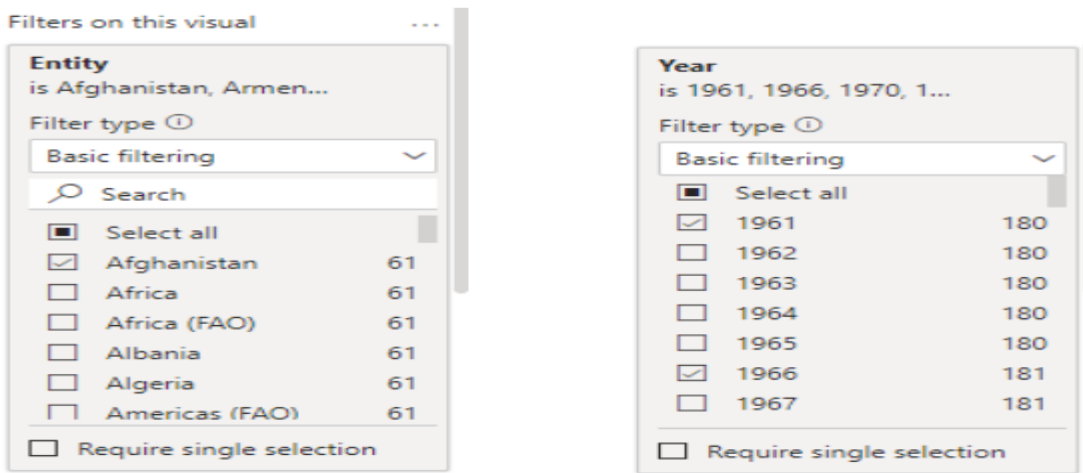 Filters on this visual ...
Entity
is Afghanistan, Armen...
Filter type
Basic filtering
Search
Select all
Afghanistan 61
Africa 61
Africa (FAO) 61
Albania 61
Algeria 61
Americas (FAO) 61
Require single selection
Year
is 1961, 1966, 1970, 1...
Filter type
Basic filtering
Select all
1961 180
1962 180
1963 180
1964 180
1965 180
1966 181
1967 181
Require single selection